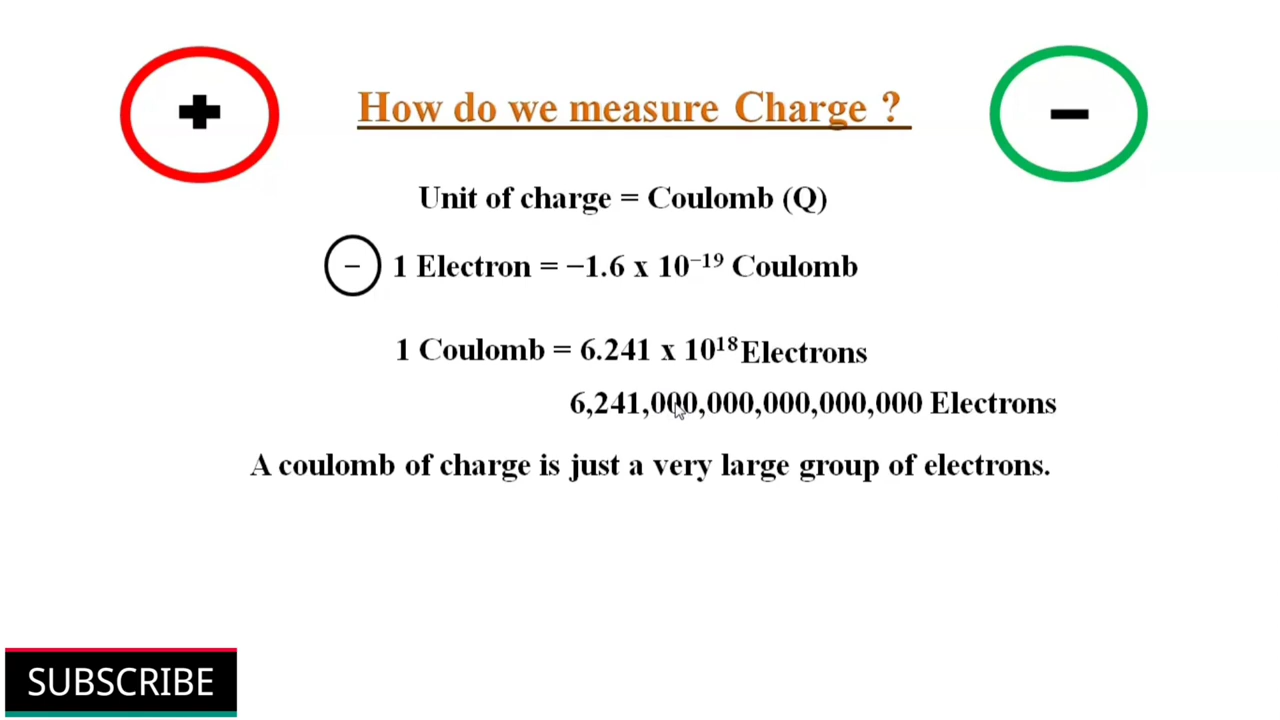 How do we measure Charge ?
Unit of charge = Coulomb (Q)
1 Electron = −1.6 x 10⁻¹⁹ Coulomb
1 Coulomb = 6.241 x 10¹⁸ Electrons
6,241,000,000,000,000,000 Electrons
A coulomb of charge is just a very large group of electrons.
SUBSCRIBE